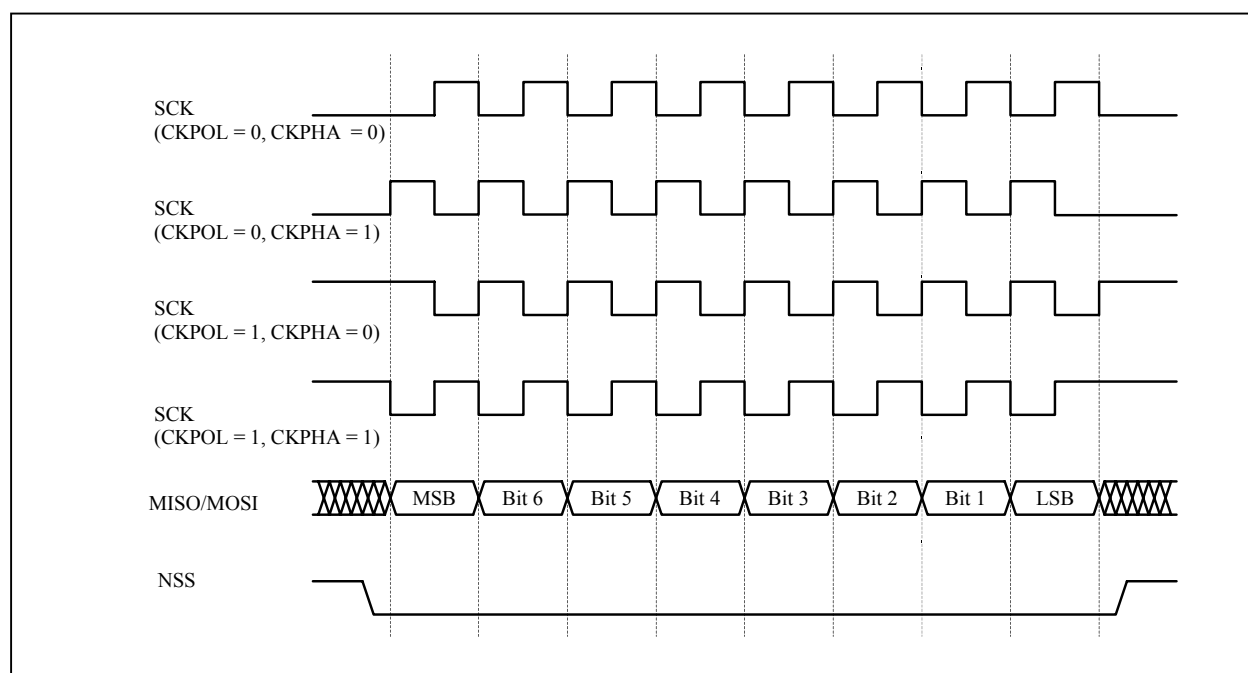 SCK
(CKPOL = 0, CKPHA = 0)
SCK
(CKPOL = 0, CKPHA = 1)
SCK
(CKPOL = 1, CKPHA = 0)
SCK
(CKPOL = 1, CKPHA = 1)
MISO/MOSI MSB Bit 6 Bit 5 Bit 4 Bit 3 Bit 2 Bit 1 LSB
NSS